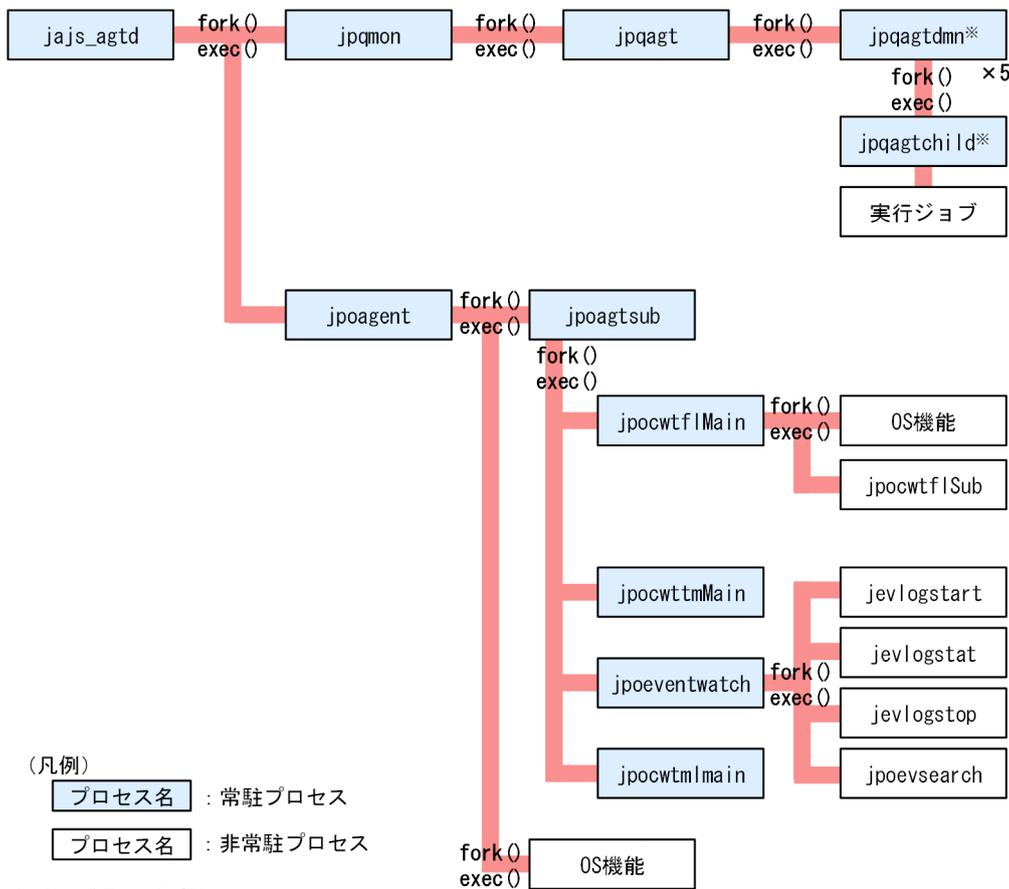 jajs_agtd
fork()
exec()
jpqmon
fork()
exec()
jpqagt
fork()
exec()
jpqagtdmn※
×5
fork()
exec()
jpqagtchild※
実行ジョブ
jpoagent
fork()
exec()
jpoagtsub
fork()
exec()
jpocwtflMain
fork()
exec()
OS機能
jpocwtflSub
jpocwttmMain
jevlogstart
jpoeventwatch
fork()
exec()
jevlogstat
jevlogstop
jpocwtmlmain
jpoevsearch
(凡例)
プロセス名 : 常駐プロセス
プロセス名 : 非常駐プロセス
fork()
exec()
OS機能